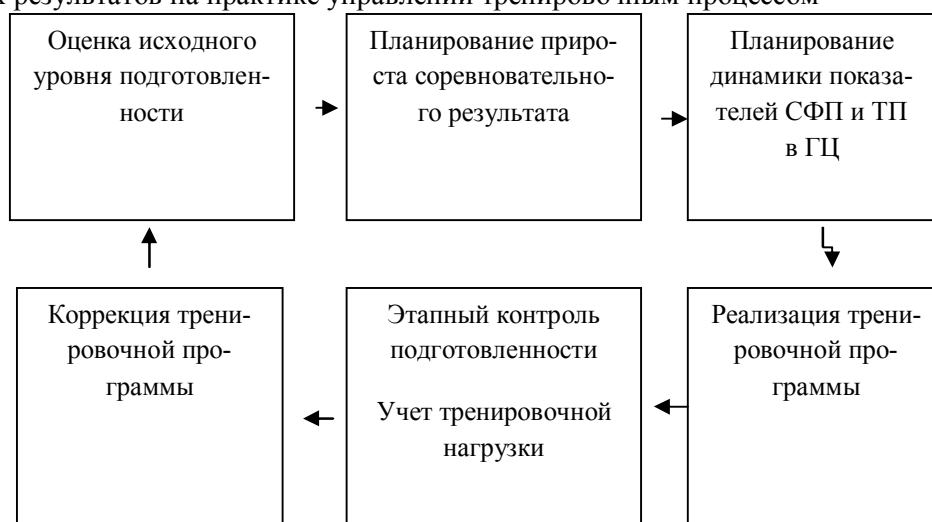 результатов на практике управлении тренировочным процессом
Оценка исходного
уровня подготовлен-
ности
Планирование приро-
ста соревновательно-
го результата
Планирование
динамики показа-
телей СФП и ТП
в ГЦ
Коррекция трени-
ровочной про-
граммы
Этапный контроль
подготовленности
Учет тренировочной
нагрузки
Реализация трени-
ровочной про-
граммы